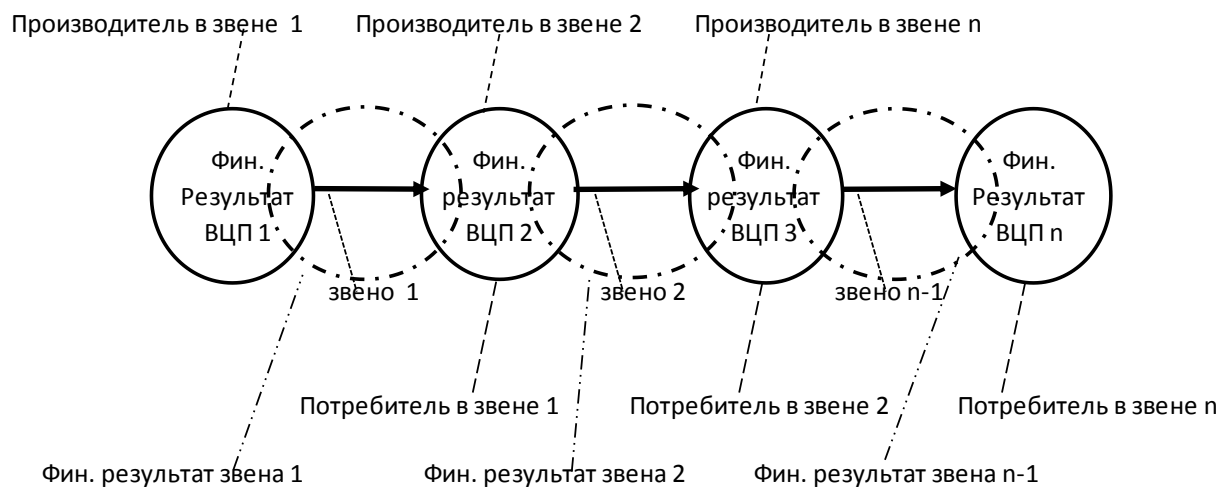 Производитель в звене 1
Производитель в звене 2
Производитель в звене n
Фин.
Результат
ВЦП 1
Фин.
результат
ВЦП 2
Фин.
результат
ВЦП 3
Фин.
Результат
ВЦП n
звено 1
звено 2
звено n-1
Потребитель в звене 1
Потребитель в звене 2
Потребитель в звене n
Фин. результат звена 1
Фин. результат звена 2
Фин. результат звена n-1